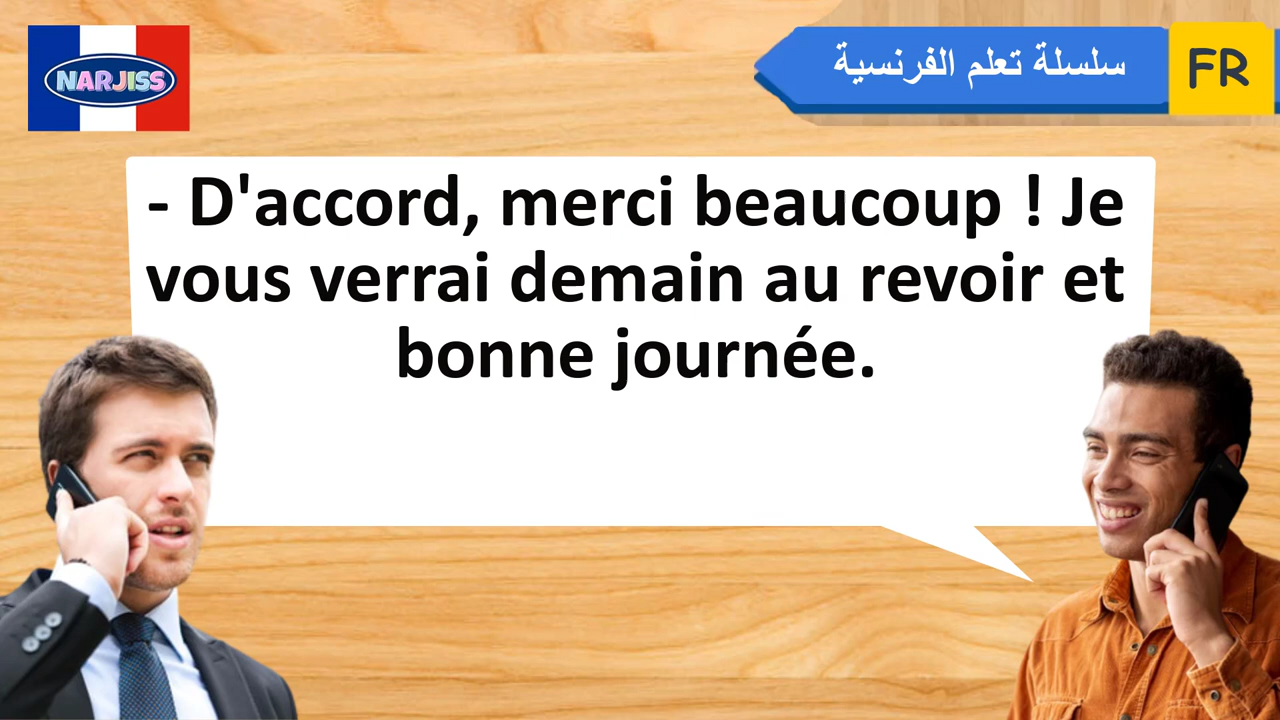 NARJISS
سلسلة تعلم الفرنسية
FR
- D'accord, merci beaucoup ! Je
vous verrai demain au revoir et
bonne journée.